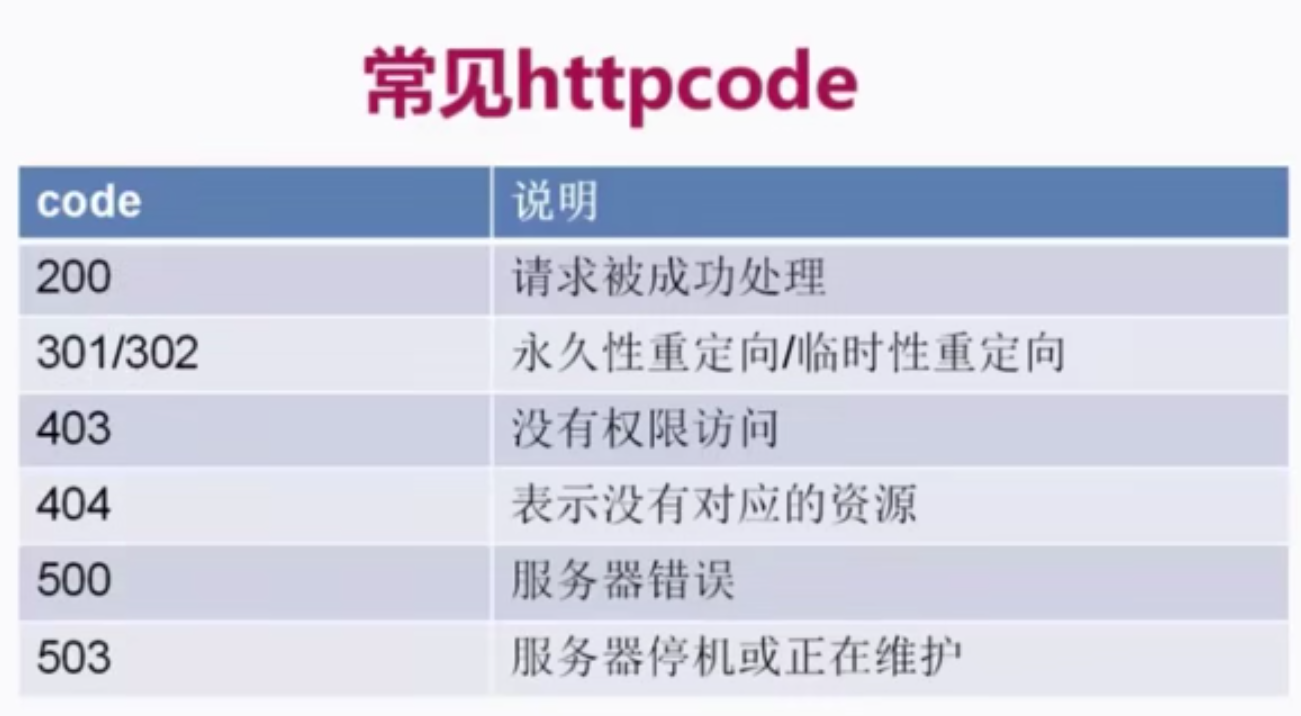 常见httpcode
code 说明
200 请求被成功处理
301/302 永久性重定向/临时性重定向
403 没有权限访问
404 表示没有对应的资源
500 服务器错误
503 服务器停机或正在维护